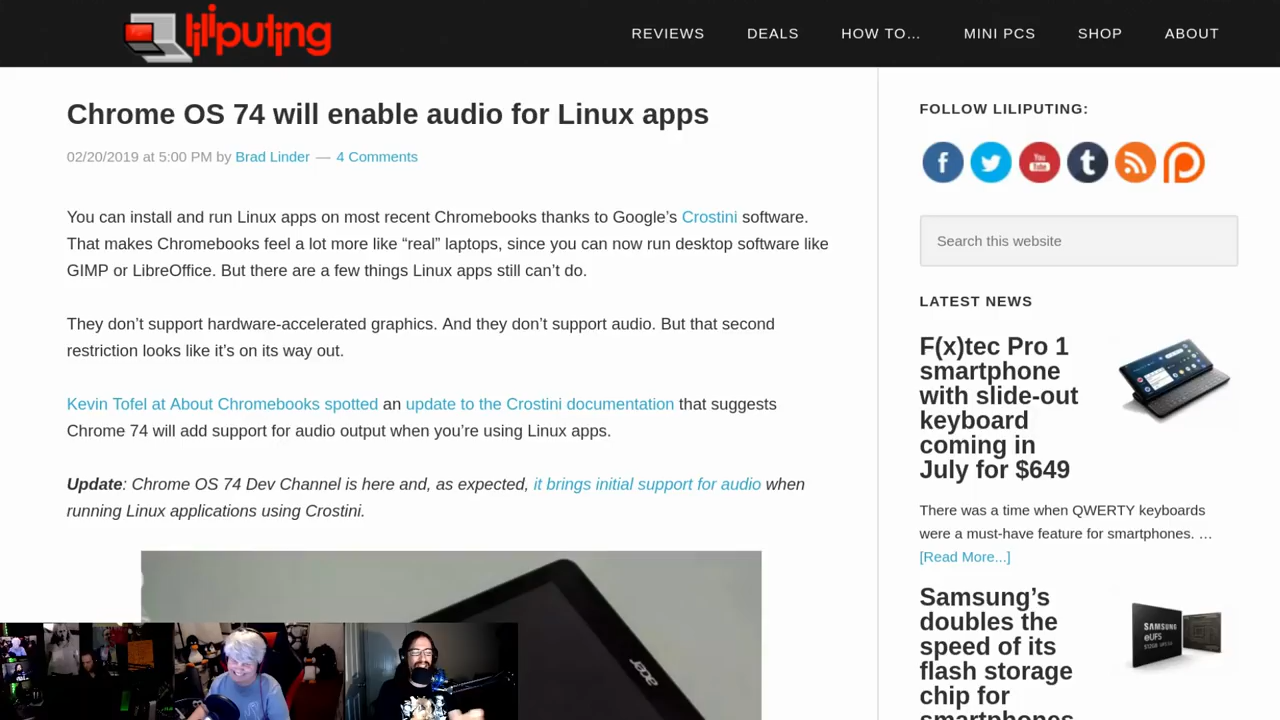 liliputing
REVIEWS DEALS HOW TO... MINI PCS SHOP ABOUT
Chrome OS 74 will enable audio for Linux apps
02/20/2019 at 5:00 PM by Brad Linder — 4 Comments
You can install and run Linux apps on most recent Chromebooks thanks to Google’s Crostini software.
That makes Chromebooks feel a lot more like “real” laptops, since you can now run desktop software like
GIMP or LibreOffice. But there are a few things Linux apps still can’t do.
They don’t support hardware-accelerated graphics. And they don’t support audio. But that second
restriction looks like it’s on its way out.
Kevin Tofel at About Chromebooks spotted an update to the Crostini documentation that suggests
Chrome 74 will add support for audio output when you’re using Linux apps.
Update: Chrome OS 74 Dev Channel is here and, as expected, it brings initial support for audio when
running Linux applications using Crostini.
acer
FOLLOW LILIPUTING:
f
You
Tube
t
Search this website
LATEST NEWS
F(x)tec Pro 1
smartphone
with slide-out
keyboard
coming in
July for $649
There was a time when QWERTY keyboards
were a must-have feature for smartphones. …
[Read More...]
Samsung’s
doubles the
speed of its
flash storage
chip for
smartphones
SAMSUNG
eUFS